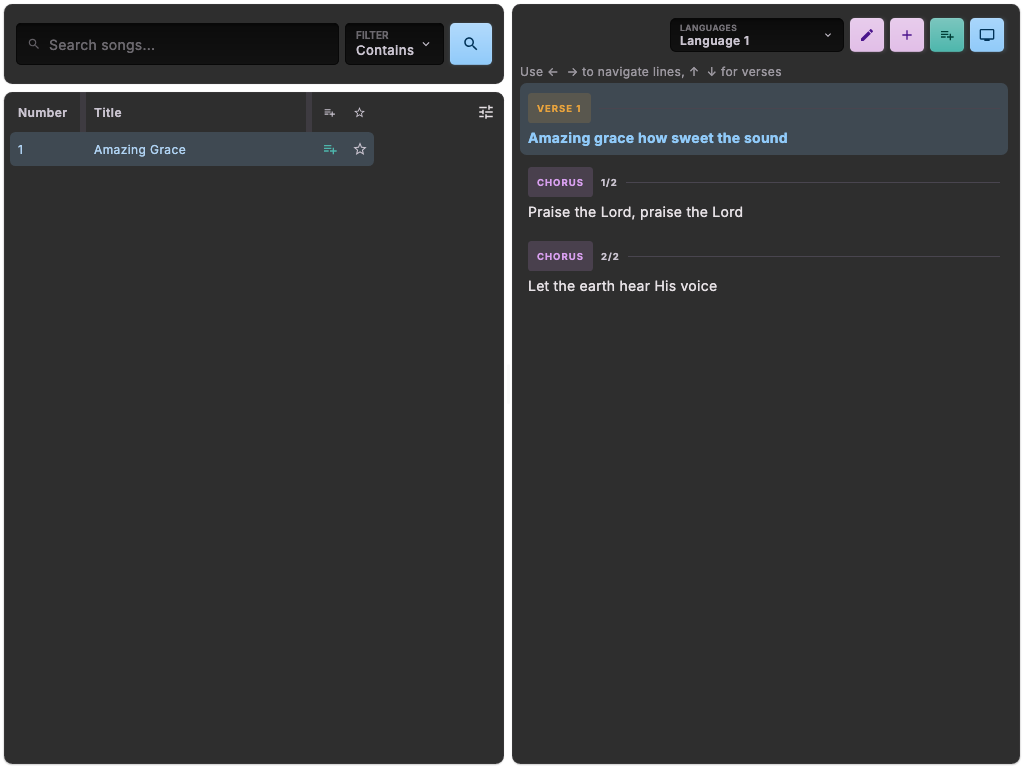 Search songs...
FILTER
Contains
Number Title
1 Amazing Grace
LANGUAGES
Language 1
Use ← → to navigate lines, ↑ ↓ for verses
VERSE 1
Amazing grace how sweet the sound
CHORUS 1/2
Praise the Lord, praise the Lord
CHORUS 2/2
Let the earth hear His voice